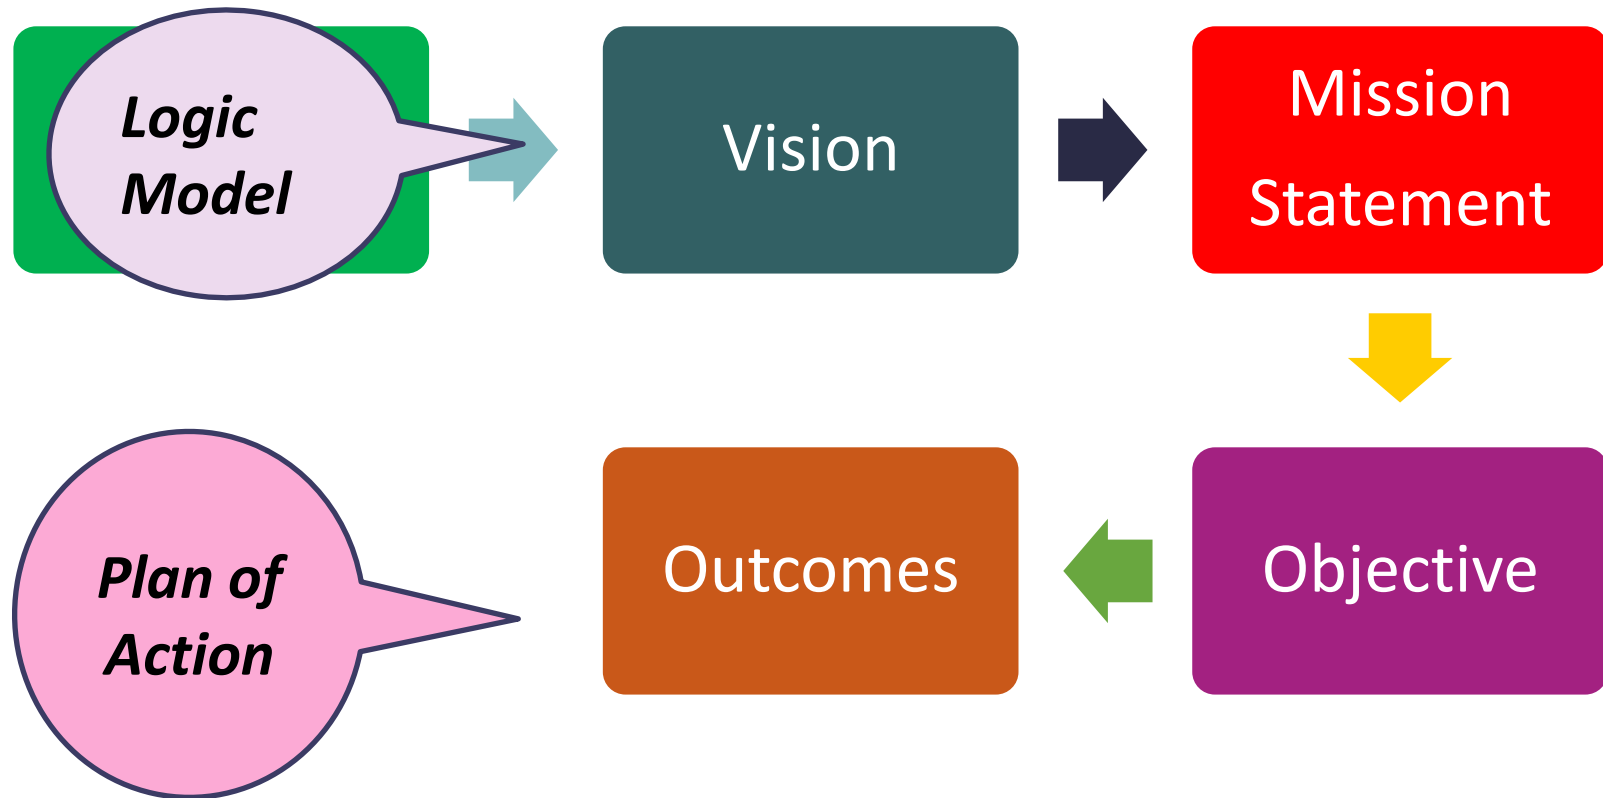 Logic
Model
Vision
Mission
Statement
Plan of
Action
Outcomes
Objective